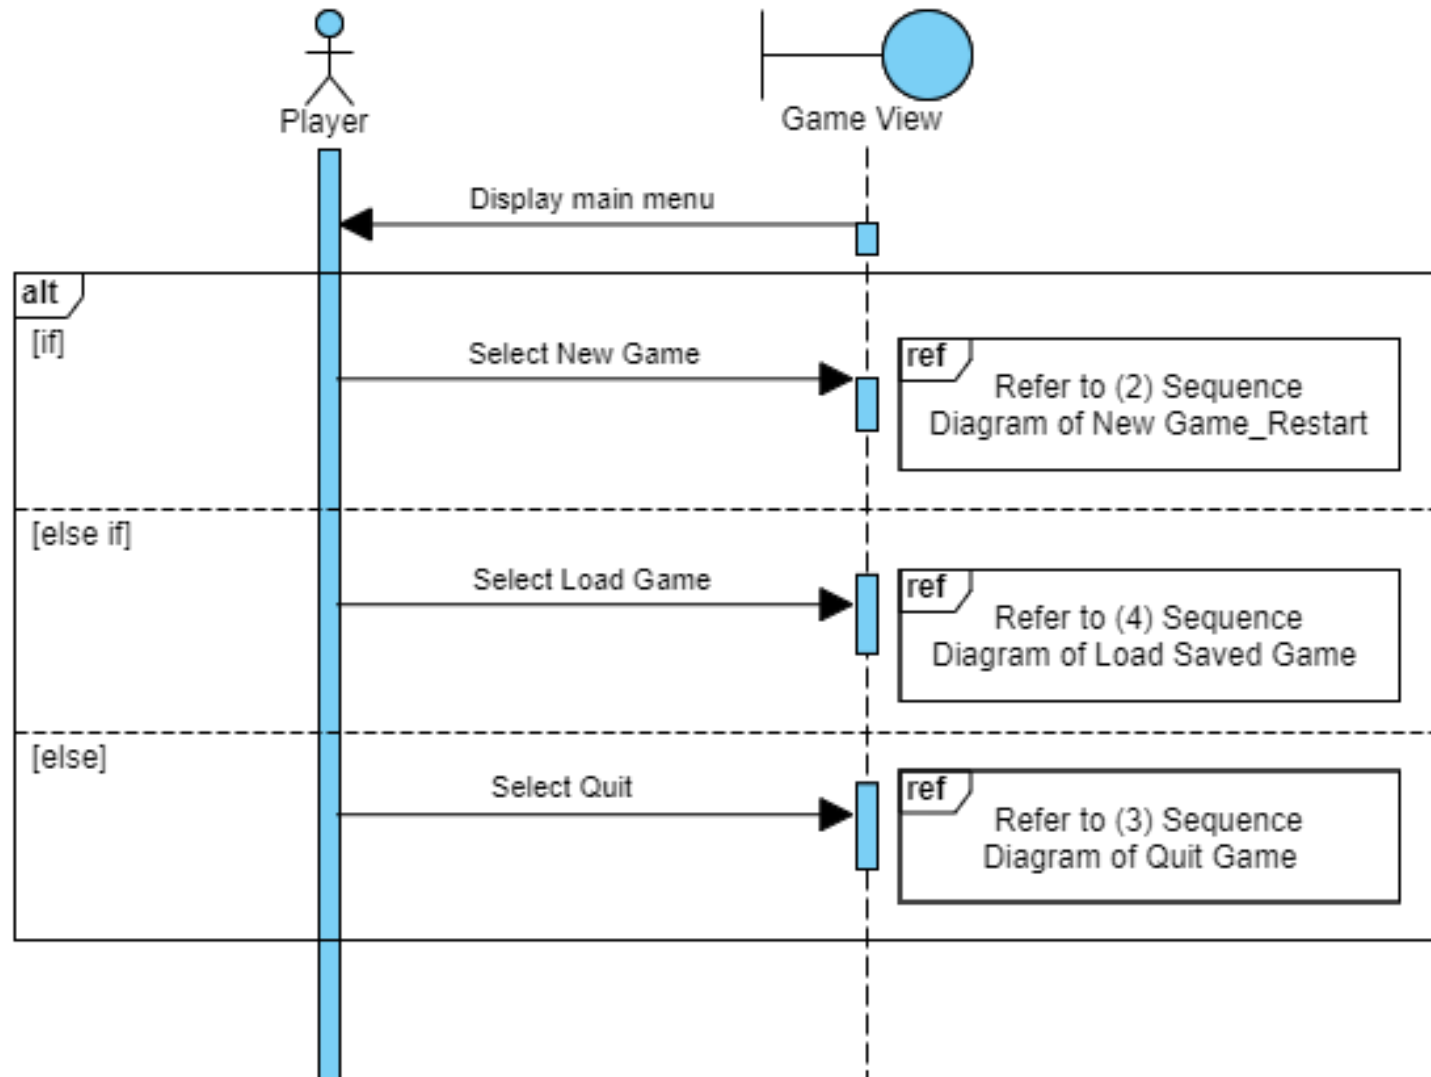 Player
Game View
Display main menu
alt
[if]
Select New Game
ref
Refer to (2) Sequence
Diagram of New Game_Restart
[else if]
Select Load Game
ref
Refer to (4) Sequence
Diagram of Load Saved Game
[else]
Select Quit
ref
Refer to (3) Sequence
Diagram of Quit Game